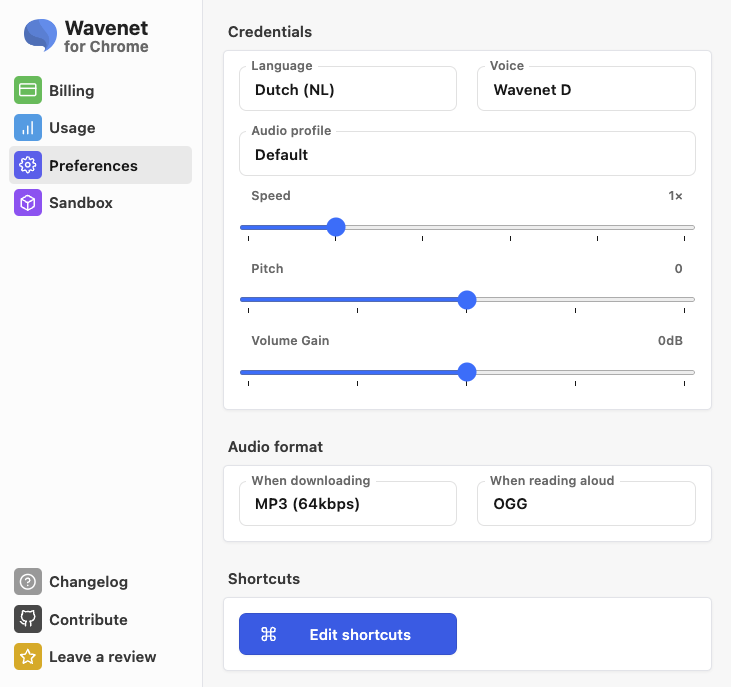 Wavenet
for Chrome
Billing
Usage
Preferences
Sandbox
Changelog
Contribute
Leave a review
Credentials
Language
Dutch (NL)
Voice
Wavenet D
Audio profile
Default
Speed 1×
Pitch 0
Volume Gain 0dB
Audio format
When downloading
MP3 (64kbps)
When reading aloud
OGG
Shortcuts
⌘ Edit shortcuts